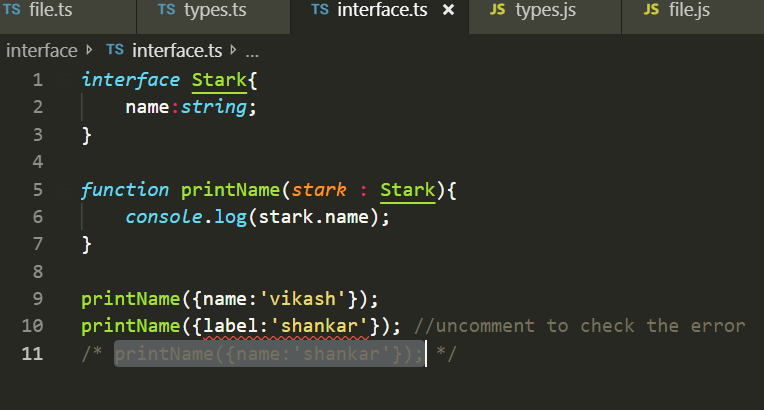 TS file.ts TS types.ts TS interface.ts × JS types.js JS file.js
interface > TS interface.ts > ...
1 interface Stark{
2 name:string;
3 }
4
5 function printName(stark : Stark){
6 console.log(stark.name);
7 }
8
9 printName({name:'vikash'});
10 printName({label:'shankar'}); //uncomment to check the error
11 /* printName({name:'shankar'}); */